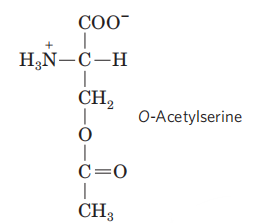 COO⁻
H₃N⁺—C—H
CH₂
O-Acetylserine
O
C=O
CH₃